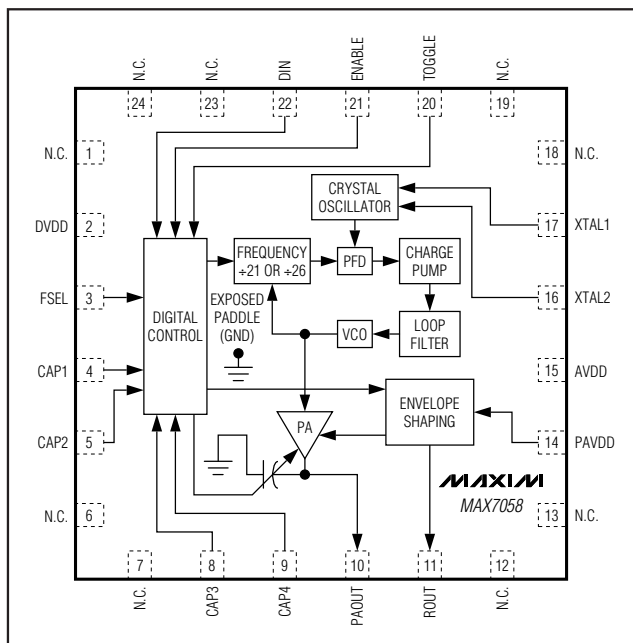 N.C.
N.C.
DIN
ENABLE
TOGGLE
N.C.
24
23
22
21
20
19
N.C.
1
18
N.C.
CRYSTAL
OSCILLATOR
DVDD
2
17
XTAL1
FREQUENCY
÷21 OR ÷26
PFD
CHARGE
PUMP
FSEL
3
16
XTAL2
DIGITAL
CONTROL
EXPOSED
PADDLE
(GND)
VCO
LOOP
FILTER
CAP1
4
15
AVDD
PA
ENVELOPE
SHAPING
CAP2
5
14
PAVDD
MAXIM
MAX7058
N.C.
6
13
N.C.
7
8
9
10
11
12
N.C.
CAP3
CAP4
PAOUT
ROUT
N.C.